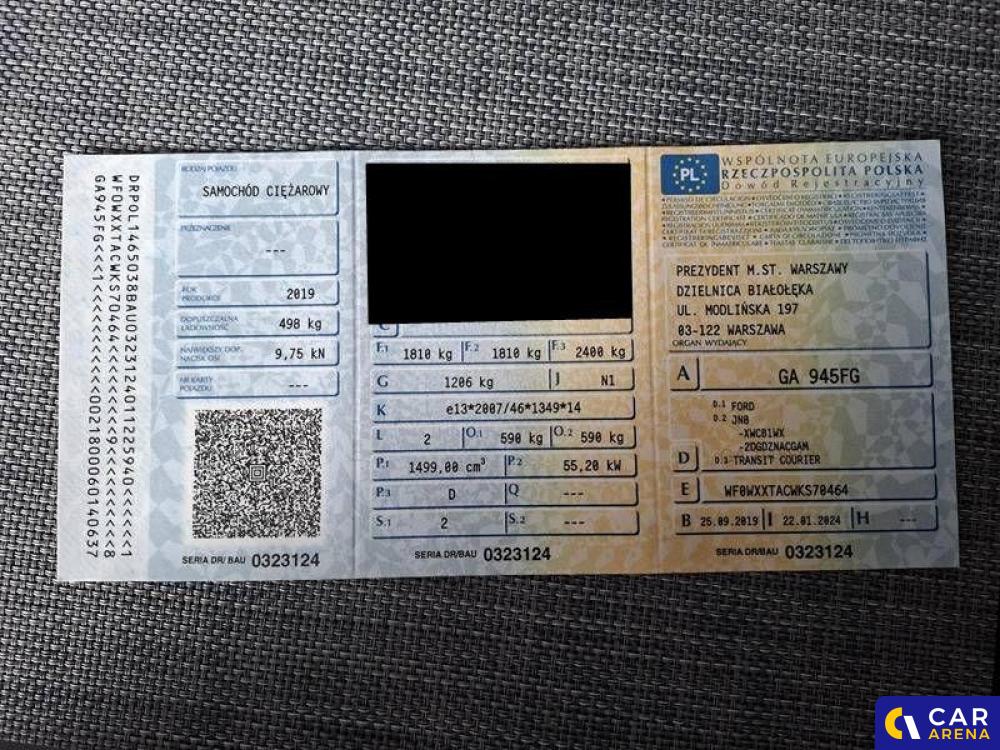 DRPOL1465038BAU0323124011225940<<<<<<1
WF0WXXTACWKS70464<<<<<<<<9<<<<<<<<8
GA945FG<<<1<<<<<<<<<<0021800060140637
RODZAJ POJAZDU
SAMOCHÓD CIĘŻAROWY
PRZEZNACZENIE
---
ROK PRODUKCJI
2019
DOPUSZCZALNA ŁADOWNOŚĆ
498 kg
NAJWIĘKSZY DOP. NACISK OSI
9,75 kN
NR KARTY POJAZDU
---
SERIA DR/BAU 0323124
C
F.1 1810 kg F.2 1810 kg F.3 2400 kg
G 1206 kg J N1
K e13*2007/46*1349*14
L 2 O.1 590 kg O.2 590 kg
P.1 1499,00 cm³ P.2 55,20 kW
P.3 D Q ---
S.1 2 S.2 ---
SERIA DR/BAU 0323124
PL
WSPÓLNOTA EUROPEJSKA
RZECZPOSPOLITA POLSKA
Dowód Rejestracyjny
PREZYDENT M.ST. WARSZAWY
DZIELNICA BIAŁOŁĘKA
UL. MODLIŃSKA 197
03-122 WARSZAWA
ORGAN WYDAJĄCY
A GA 945FG
D.1 FORD
D.2 JNB
-XWCB1WX
-2DGDZNACGAM
D D.3 TRANSIT COURIER
E WF0WXXTACWKS70464
B 25.09.2019 I 22.01.2024 H ---
SERIA DR/BAU 0323124
CAR
ARENA